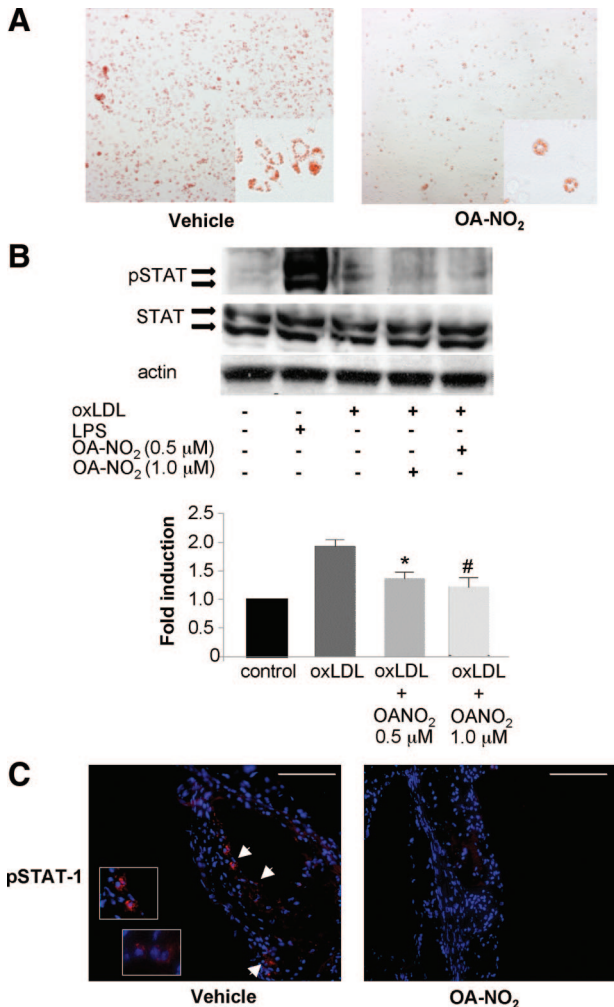 A
Vehicle
OA-NO₂
B
pSTAT
STAT
actin
oxLDL - - + + +
LPS - + - - -
OA-NO₂ (0.5 μM) - - - - +
OA-NO₂ (1.0 μM) - - - + -
Fold induction
2.5
2.0
1.5
1.0
0.5
0
*
#
control
oxLDL
oxLDL
+
OANO₂
0.5 μM
oxLDL
+
OANO₂
1.0 μM
C
pSTAT-1
Vehicle
OA-NO₂